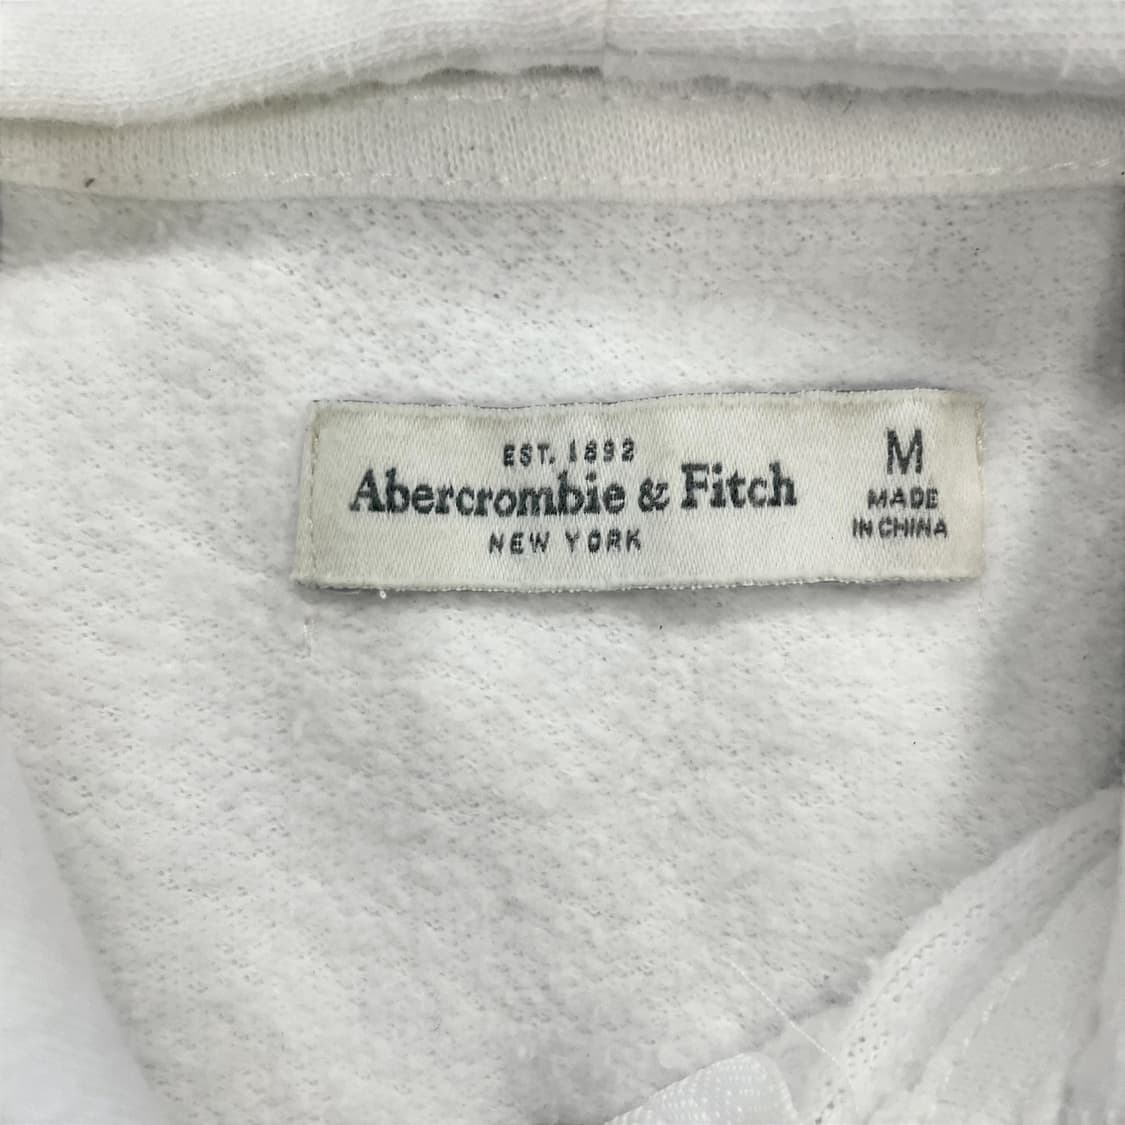 EST. 1892
Abercrombie & Fitch
NEW YORK
M
MADE
IN CHINA